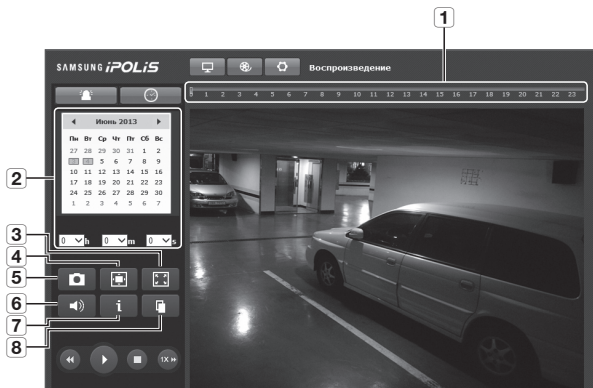 1
SAMSUNG iPOLiS
Воспроизведение
0 1 2 3 4 5 6 7 8 9 10 11 12 13 14 15 16 17 18 19 20 21 22 23
Июнь 2013
Пн Вт Ср Чт Пт Сб Вс
27 28 29 30 31 1 2
3 4 5 6 7 8 9
10 11 12 13 14 15 16
17 18 19 20 21 22 23
24 25 26 27 28 29 30
1 2 3 4 5 6 7
2
0 h 0 m 0 s
3
4
5
6
7
8
i
1X